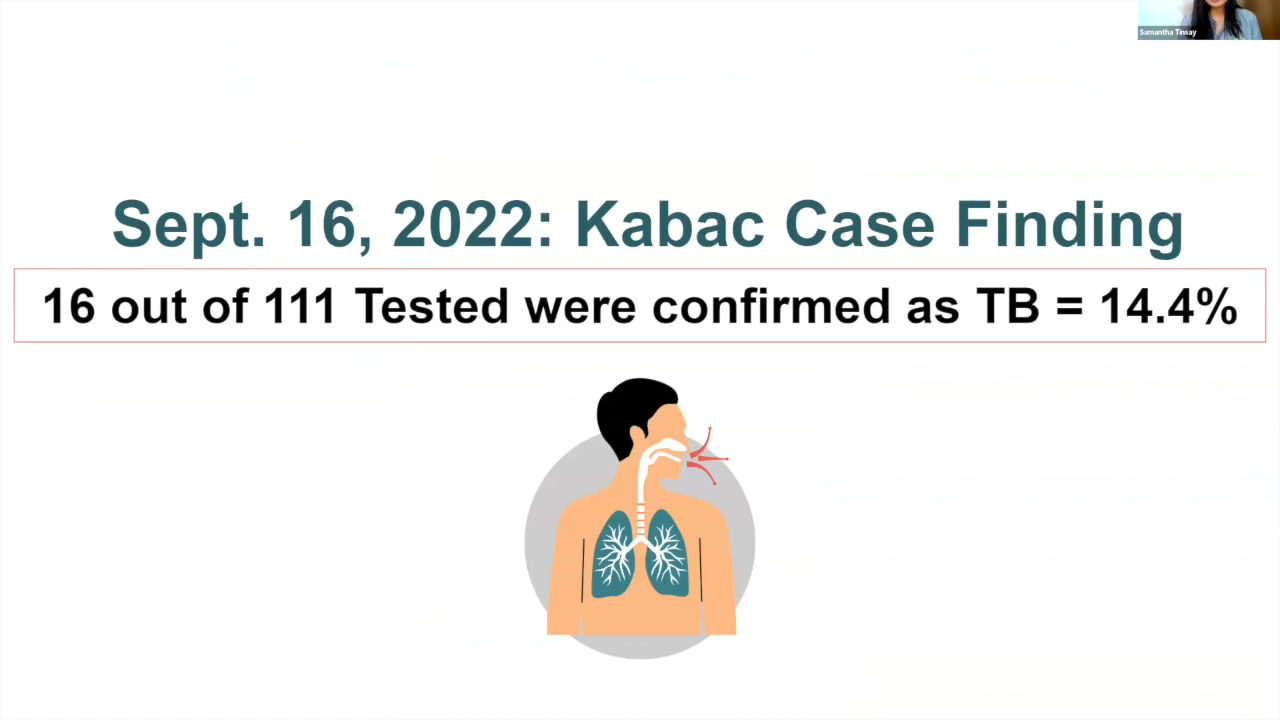 Samantha Tinsay
Sept. 16, 2022: Kabac Case Finding
16 out of 111 Tested were confirmed as TB = 14.4%